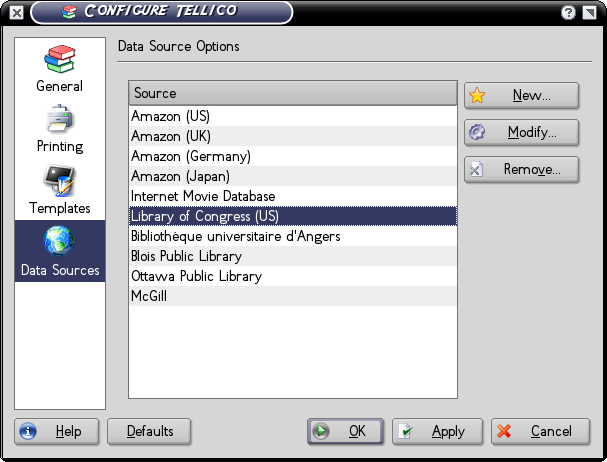 Configure Tellico
General
Printing
Templates
Data Sources
Data Source Options
Source
Amazon (US)
Amazon (UK)
Amazon (Germany)
Amazon (Japan)
Internet Movie Database
Library of Congress (US)
Bibliothèque universitaire d'Angers
Blois Public Library
Ottawa Public Library
McGill
New...
Modify...
Remove...
Help
Defaults
OK
Apply
Cancel